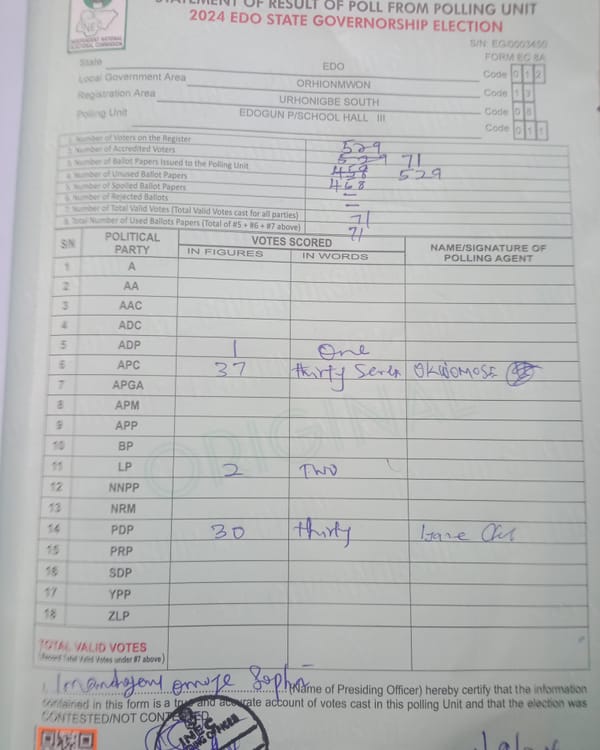 STATEMENT OF RESULT OF POLL FROM POLLING UNIT
2024 EDO STATE GOVERNORSHIP ELECTION
INEC
INDEPENDENT NATIONAL
ELECTORAL COMMISSION
S/N: EG/0003450
FORM EC 8A
State EDO Code 0 1 2
Local Government Area ORHIONMWON Code 1 3
Registration Area URHONIGBE SOUTH Code 0 8
Polling Unit EDOGUN P/SCHOOL HALL III Code 0 1 1
1. Number of Voters on the Register 529
2. Number of Accredited Voters 529 71
3. Number of Ballot Papers Issued to the Polling Unit 458 529
4. Number of Unused Ballot Papers 468
5. Number of Spoiled Ballot Papers –
6. Number of Rejected Ballots –
7. Number of Total Valid Votes (Total Valid Votes cast for all parties) 71
8. Total Number of Used Ballots Papers (Total of #5 + #6 + #7 above) 71
S/N POLITICAL PARTY VOTES SCORED NAME/SIGNATURE OF POLLING AGENT
IN FIGURES IN WORDS
1 A
2 AA
3 AAC
4 ADC
5 ADP 1 One
6 APC 37 thirty Seven OKWOMOSE
7 APGA
8 APM
9 APP
10 BP
11 LP 2 TWO
12 NNPP
13 NRM
14 PDP 30 thirty
15 PRP
16 SDP
17 YPP
18 ZLP
ORIGINAL
TOTAL VALID VOTES
(Record Total Valid Votes under #7 above)
I, (Name of Presiding Officer) hereby certify that the information
contained in this form is a true and accurate account of votes cast in this polling Unit and that the election was
CONTESTED/NOT CONTESTED
INEC